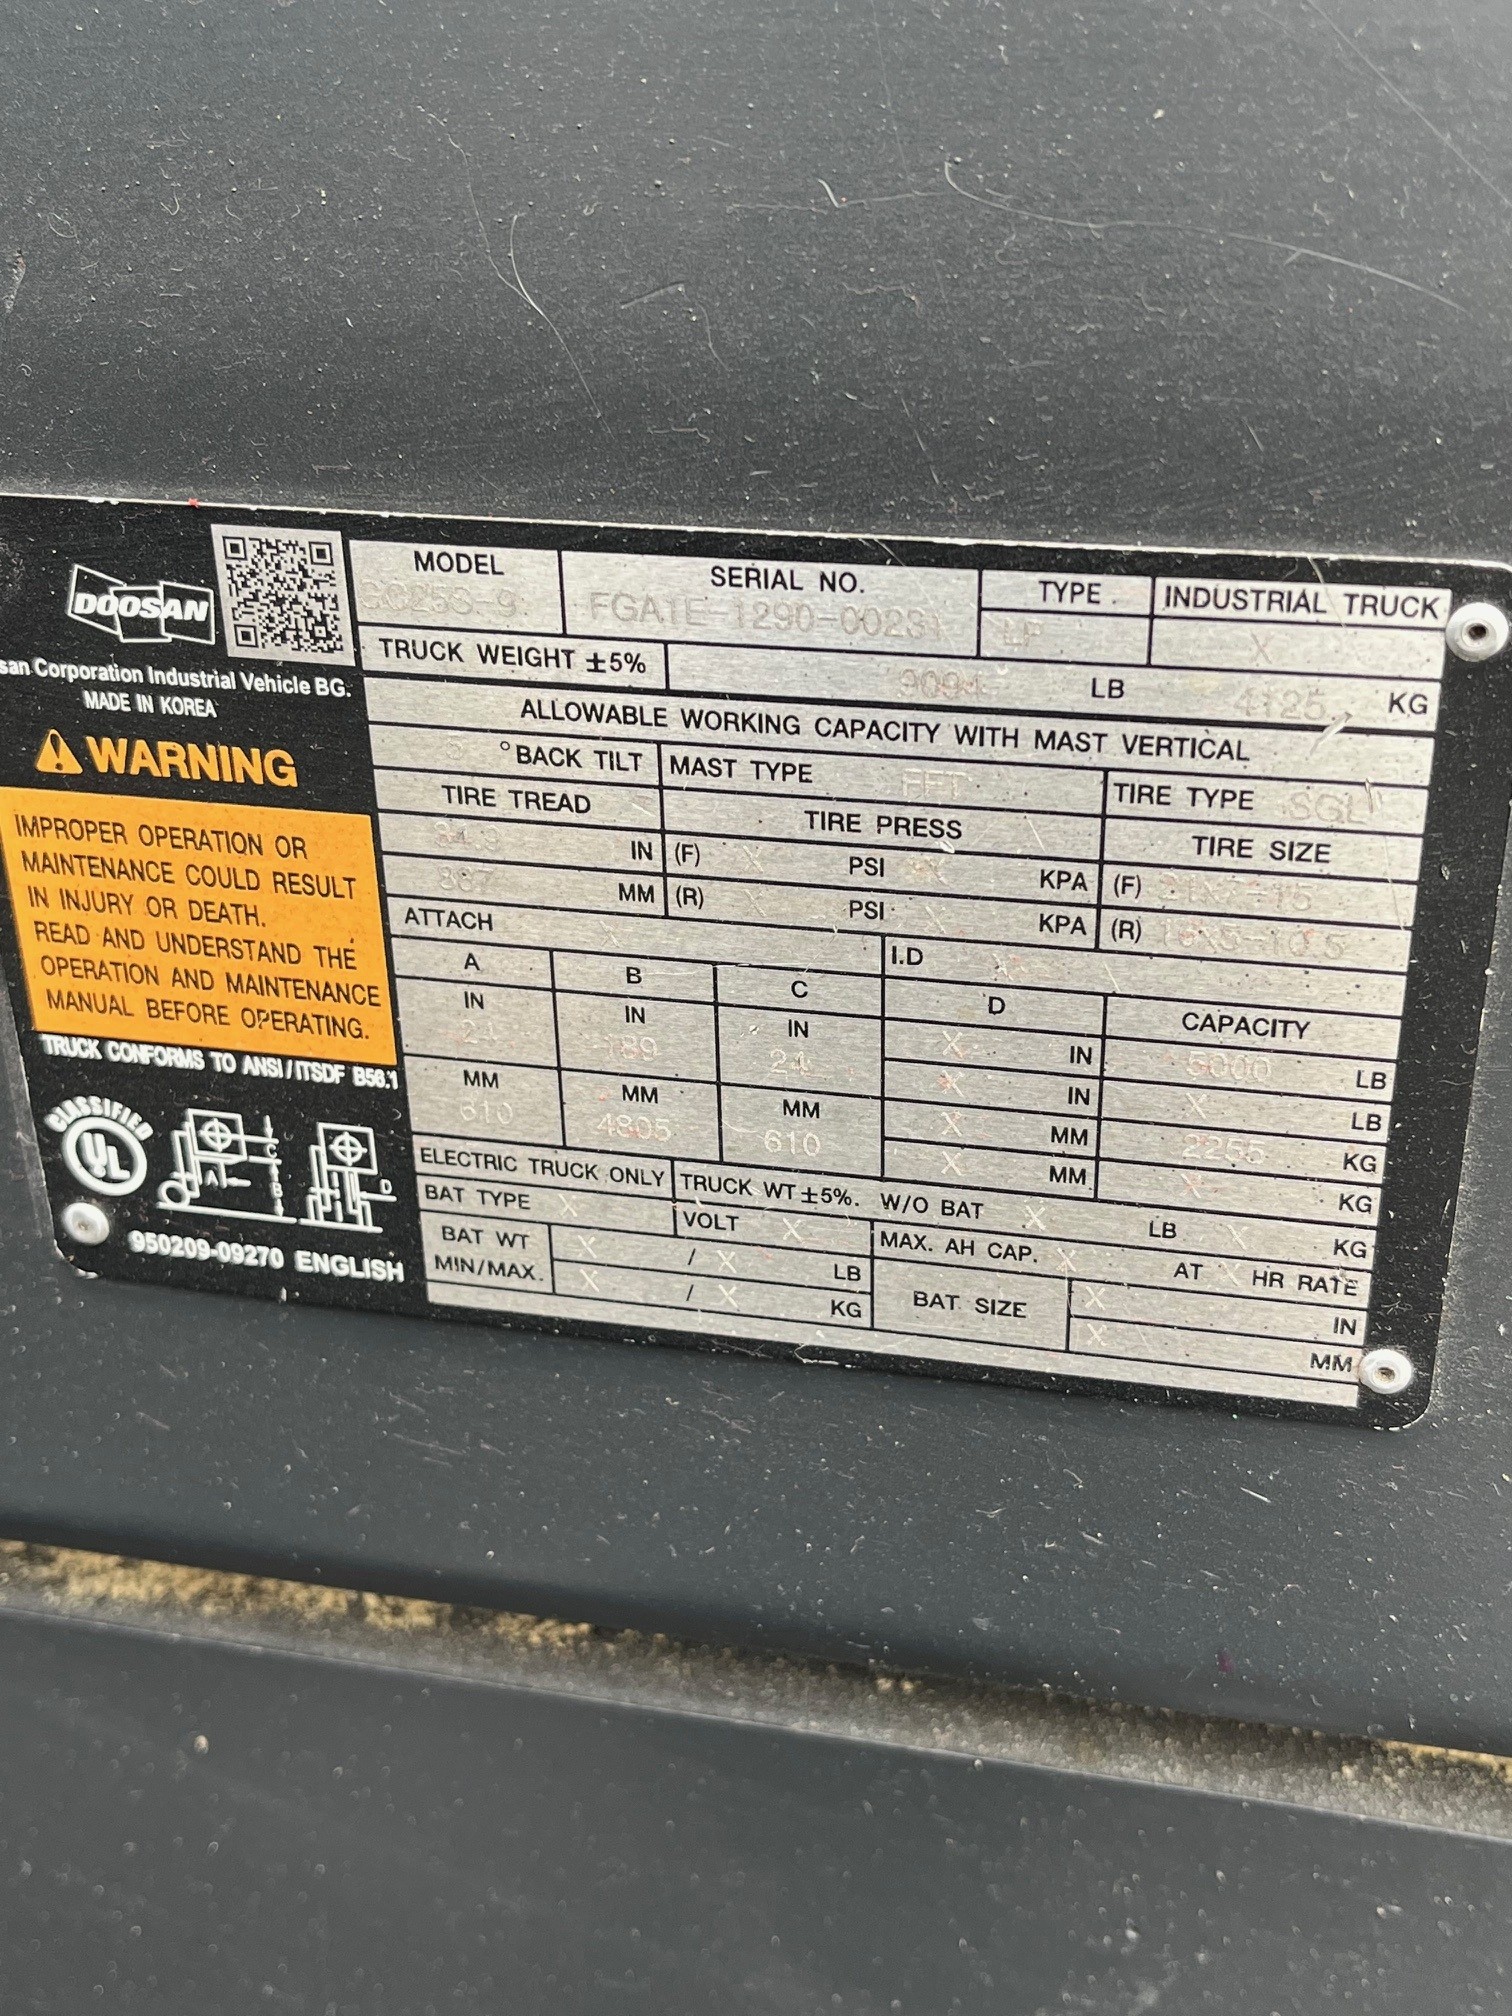 DOOSAN
san Corporation Industrial Vehicle BG.
MADE IN KOREA
WARNING
IMPROPER OPERATION OR
MAINTENANCE COULD RESULT
IN INJURY OR DEATH.
READ AND UNDERSTAND THE
OPERATION AND MAINTENANCE
MANUAL BEFORE OPERATING.
TRUCK CONFORMS TO ANSI/ITSDF B56.1
CLASSIFIED
UL
A C B D
950209-09270 ENGLISH
MODEL SERIAL NO. TYPE INDUSTRIAL TRUCK
LP X
TRUCK WEIGHT ±5% 9094 LB 4125 KG
ALLOWABLE WORKING CAPACITY WITH MAST VERTICAL
° BACK TILT MAST TYPE FFT TIRE TYPE SGL
TIRE TREAD TIRE PRESS TIRE SIZE
34.9 IN (F) X PSI X KPA (F) 21X7-15
887 MM (R) X PSI X KPA (R) 16X5-10.5
ATTACH X I.D X
A B C D CAPACITY
IN IN IN X IN 5000 LB
24 24 X IN X LB
MM MM MM X MM 2255 KG
610 4805 610 X MM X KG
ELECTRIC TRUCK ONLY TRUCK WT ±5%. W/O BAT X LB X KG
BAT TYPE X VOLT X MAX. AH CAP. X AT X HR RATE
BAT WT X / X LB BAT SIZE X IN
MIN/MAX. X / X KG X MM